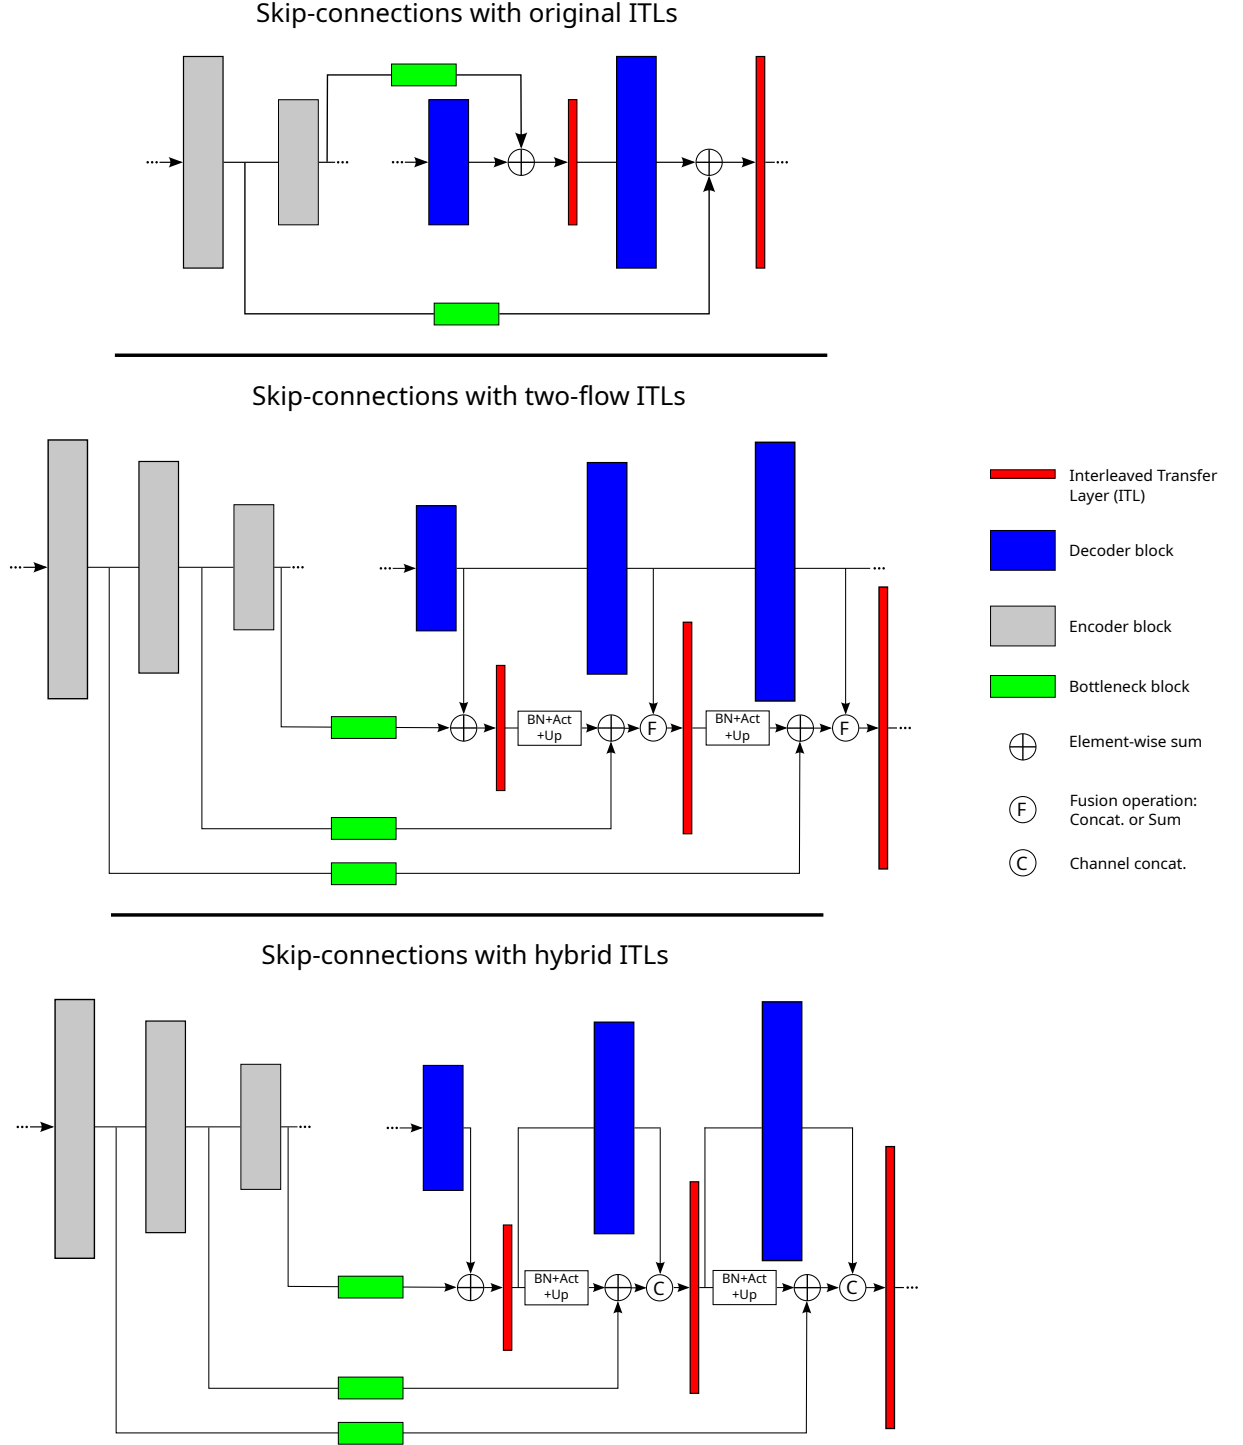 Skip-connections with original ITLs
Skip-connections with two-flow ITLs
BN+Act
+Up
F
BN+Act
+Up
F
Interleaved Transfer
Layer (ITL)
Decoder block
Encoder block
Bottleneck block
Element-wise sum
F
Fusion operation:
Concat. or Sum
C
Channel concat.
Skip-connections with hybrid ITLs
BN+Act
+Up
C
BN+Act
+Up
C